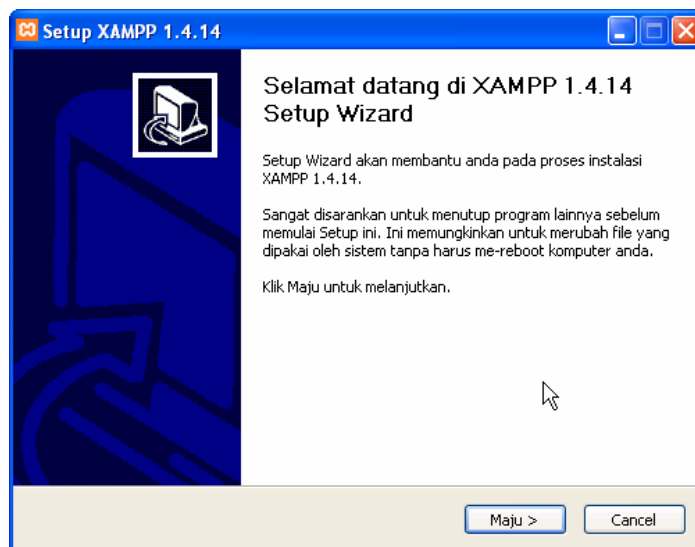 Setup XAMPP 1.4.14
Selamat datang di XAMPP 1.4.14
Setup Wizard
Setup Wizard akan membantu anda pada proses instalasi
XAMPP 1.4.14.
Sangat disarankan untuk menutup program lainnya sebelum
memulai Setup ini. Ini memungkinkan untuk merubah file yang
dipakai oleh sistem tanpa harus me-reboot komputer anda.
Klik Maju untuk melanjutkan.
Maju > Cancel